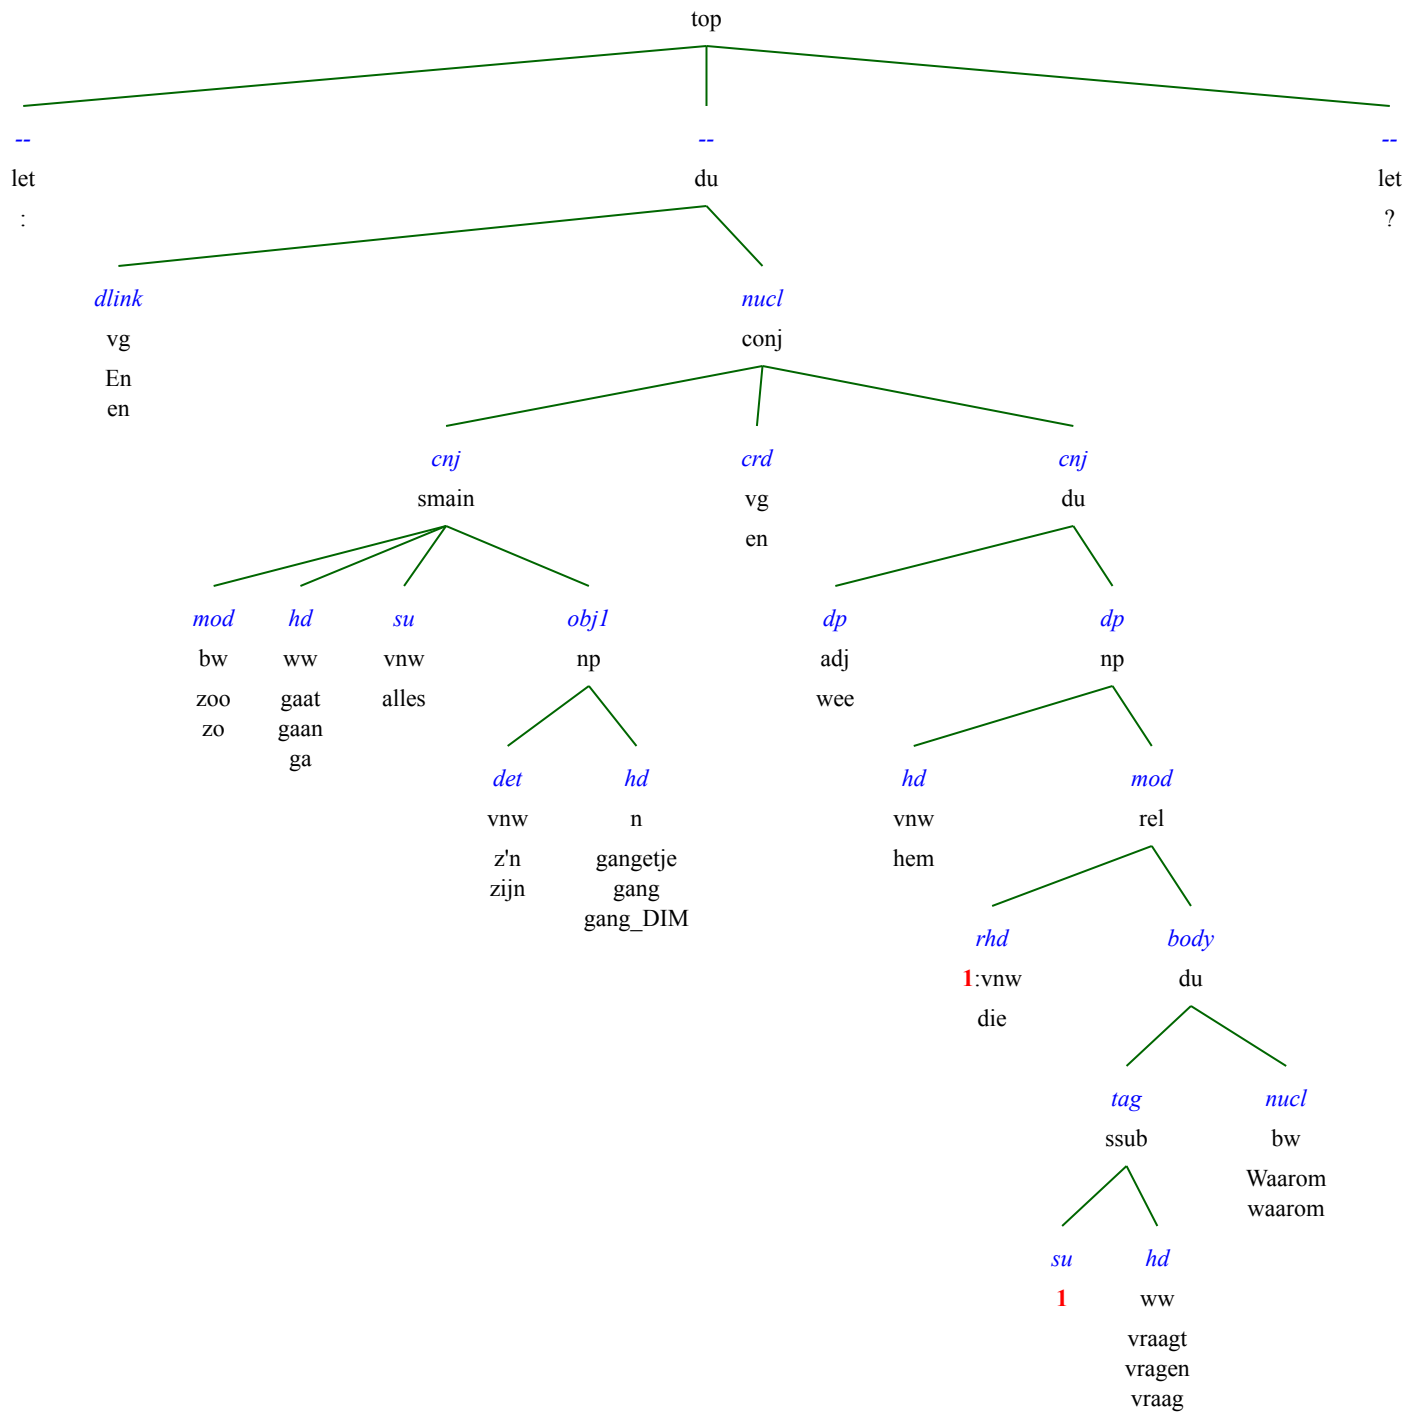 top
-- -- --
let du let
: ?
dlink nucl
vg conj
En
en
cnj crd cnj
smain vg du
en
mod hd su obj1 dp dp
bw ww vnw np adj np
zoo gaat alles wee
zo gaan
ga
det hd hd mod
vnw n vnw rel
z'n gangetje hem
zijn gang
gang_DIM
rhd body
1:vnw du
die
tag nucl
ssub bw
Waarom
waarom
su hd
1 ww
vraagt
vragen
vraag